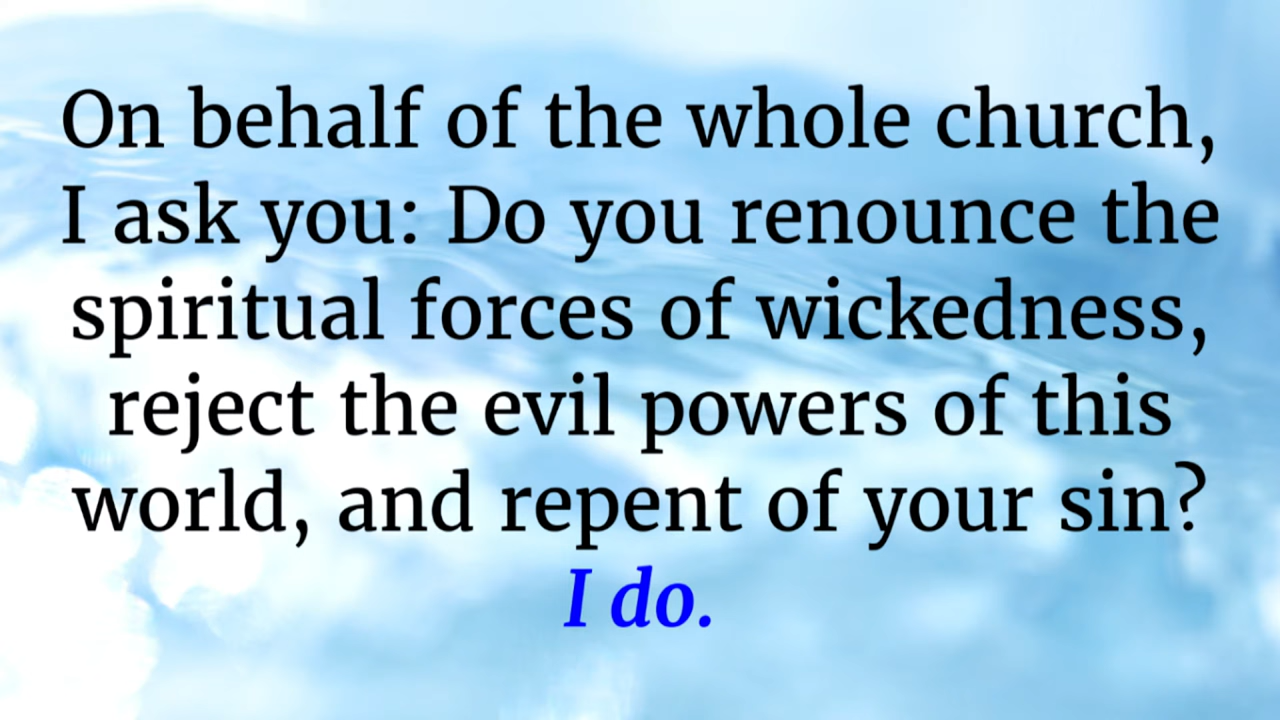 On behalf of the whole church,
I ask you: Do you renounce the
spiritual forces of wickedness,
reject the evil powers of this
world, and repent of your sin?
I do.